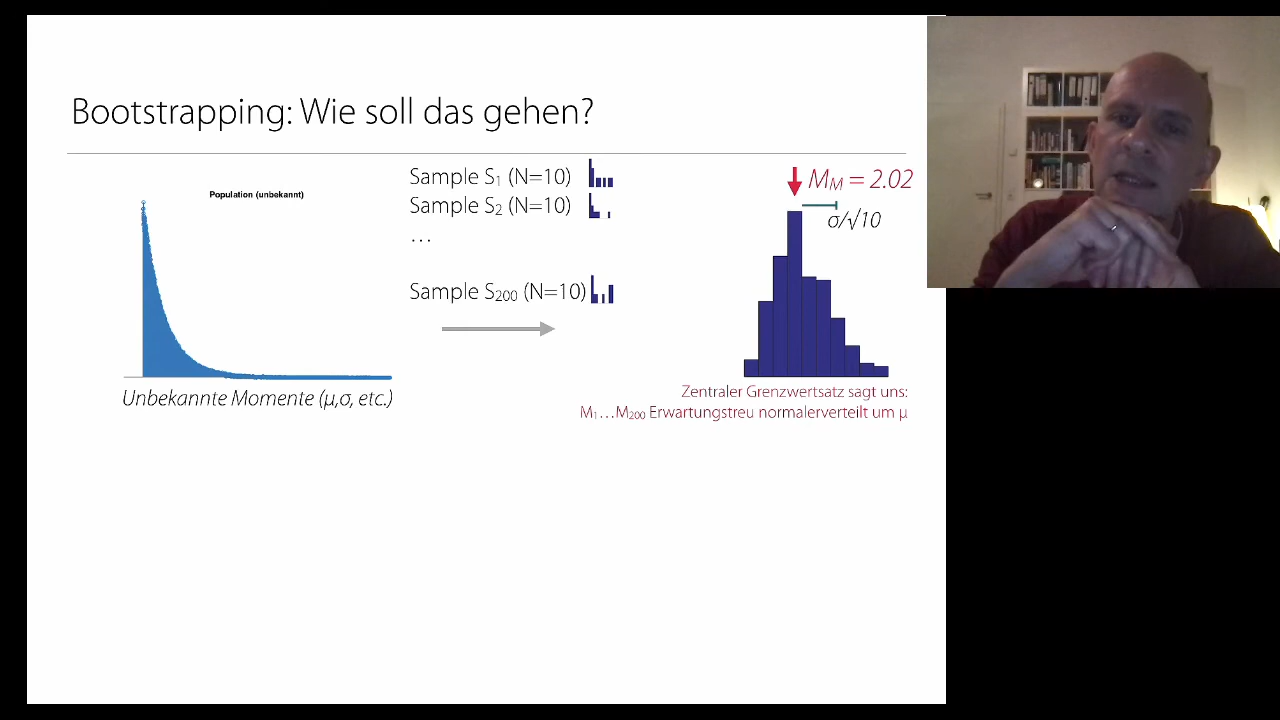 Bootstrapping: Wie soll das gehen?
Population (unbekannt)
Unbekannte Momente (μ,σ, etc.)
Sample S₁ (N=10)
Sample S₂ (N=10)
...
Sample S₂₀₀ (N=10)
M_M = 2.02
σ/√10
Zentraler Grenzwertsatz sagt uns:
M₁…M₂₀₀ Erwartungstreu normalerverteilt um μ